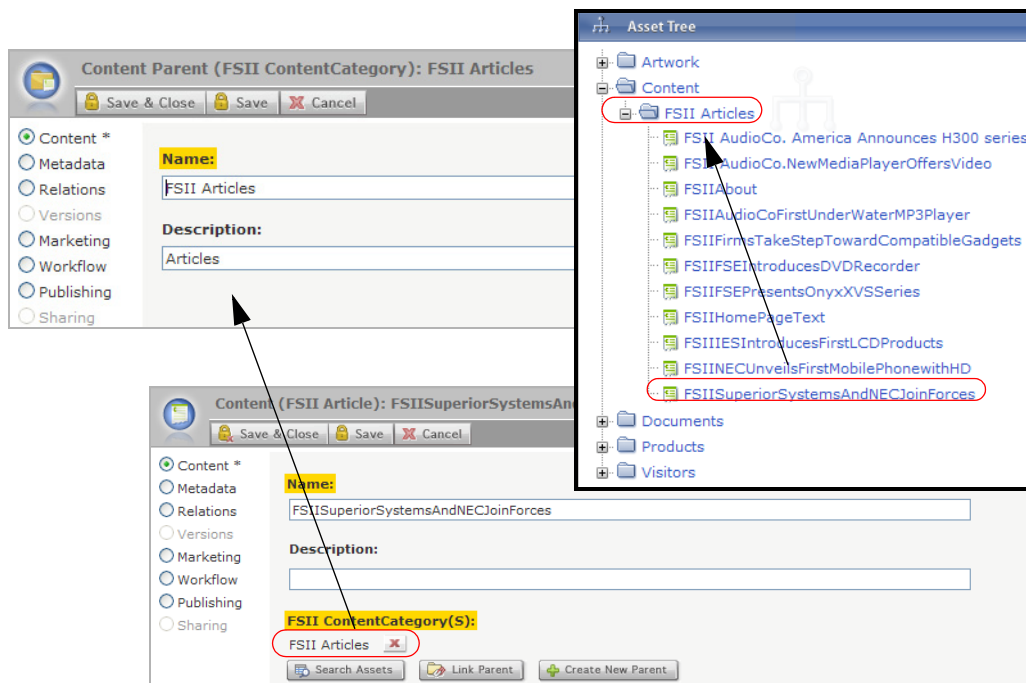 Content Parent (FSII ContentCategory): FSII Articles
Save & Close
Save
Cancel
Content *
Metadata
Relations
Versions
Marketing
Workflow
Publishing
Sharing
Name:
FSII Articles
Description:
Articles
Asset Tree
Artwork
Content
FSII Articles
FSII AudioCo. America Announces H300 series
FSII AudioCo.NewMediaPlayerOffersVideo
FSIIAbout
FSIIAudioCoFirstUnderWaterMP3Player
FSIIFirmsTakeStepTowardCompatibleGadgets
FSIIFSEIntroducesDVDRecorder
FSIIFSEPresentsOnyxXVSSeries
FSIIHomePageText
FSIIIESIntroducesFirstLCDProducts
FSIINECUnveilsFirstMobilePhonewithHD
FSIISuperiorSystemsAndNECJoinForces
Documents
Products
Visitors
Content (FSII Article): FSIISuperiorSystemsAn
Save & Close
Save
Cancel
Content *
Metadata
Relations
Versions
Marketing
Workflow
Publishing
Sharing
Name:
FSIISuperiorSystemsAndNECJoinForces
Description:
FSII ContentCategory(S):
FSII Articles
Search Assets
Link Parent
Create New Parent